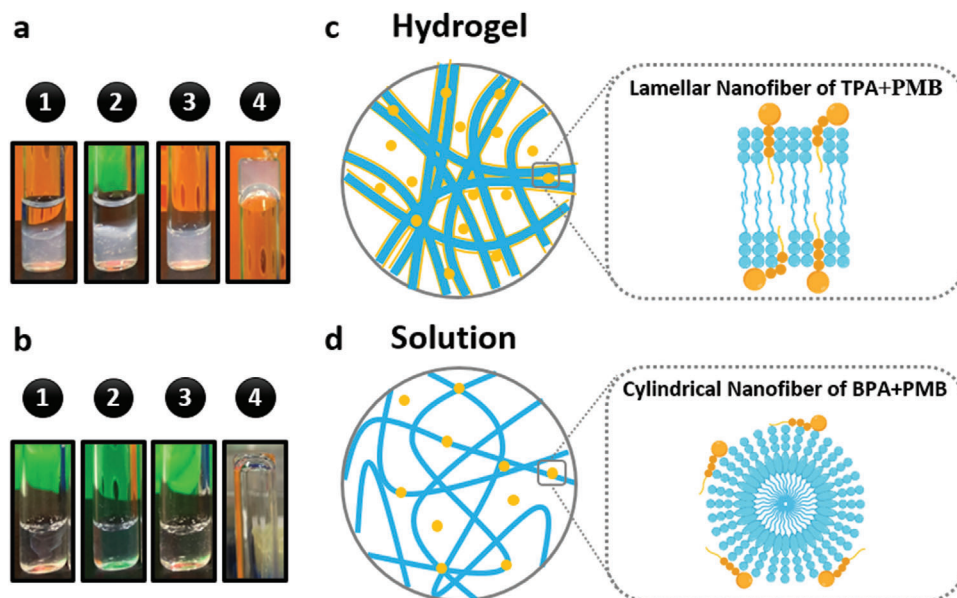 a
1 2 3 4
b
1 2 3 4
c Hydrogel
Lamellar Nanofiber of TPA+PMB
d Solution
Cylindrical Nanofiber of BPA+PMB